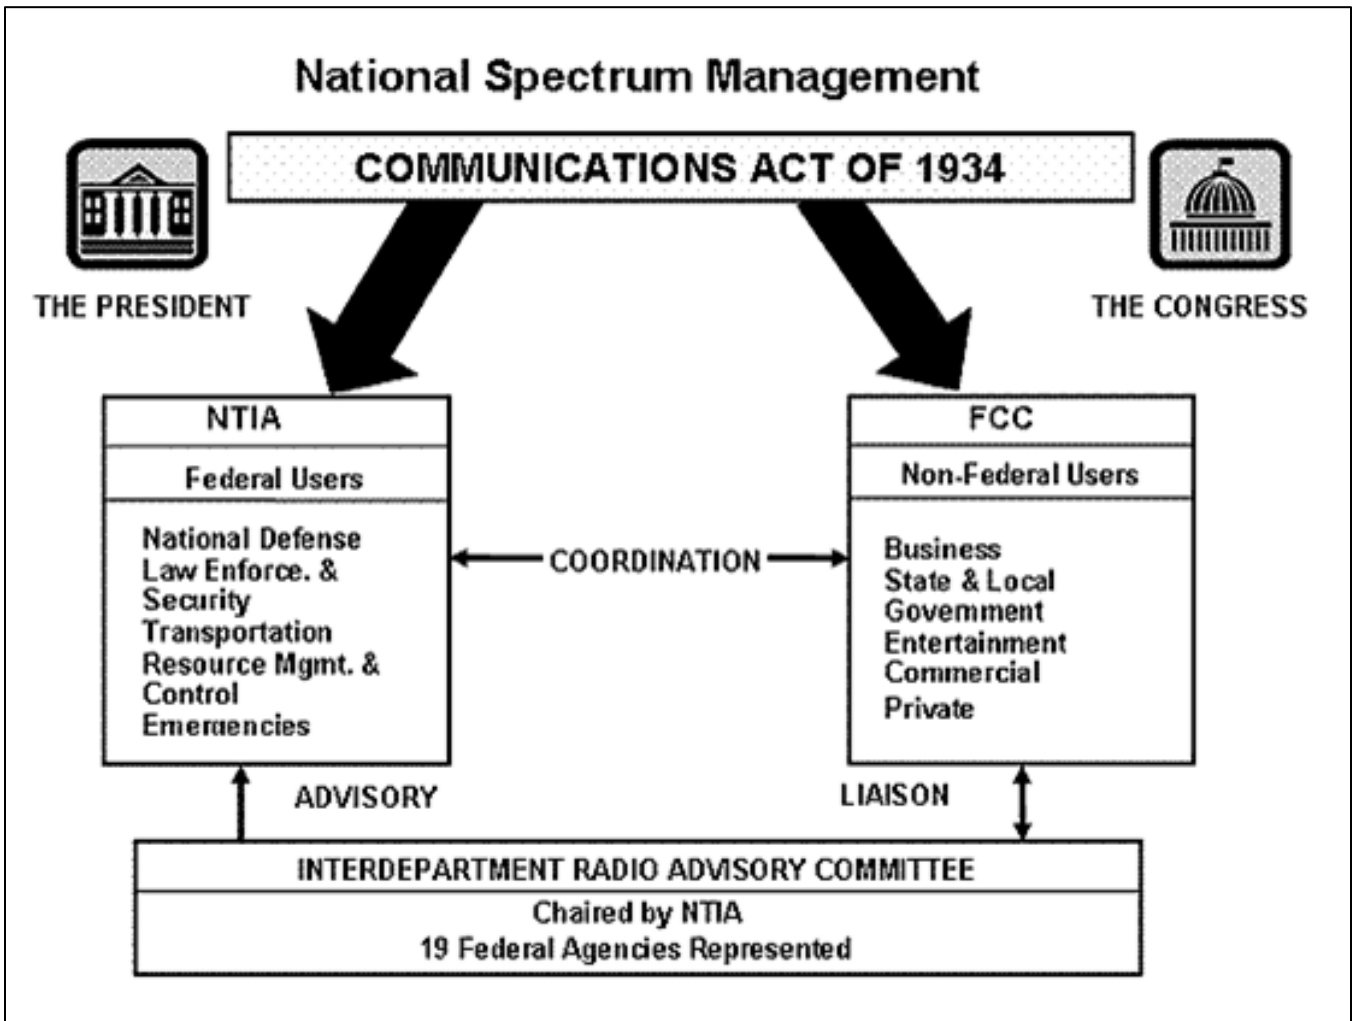 National Spectrum Management
COMMUNICATIONS ACT OF 1934
THE PRESIDENT
THE CONGRESS
NTIA
Federal Users
National Defense
Law Enforce. &
Security
Transportation
Resource Mgmt. &
Control
Emergencies
COORDINATION
FCC
Non-Federal Users
Business
State & Local
Government
Entertainment
Commercial
Private
ADVISORY
LIAISON
INTERDEPARTMENT RADIO ADVISORY COMMITTEE
Chaired by NTIA
19 Federal Agencies Represented